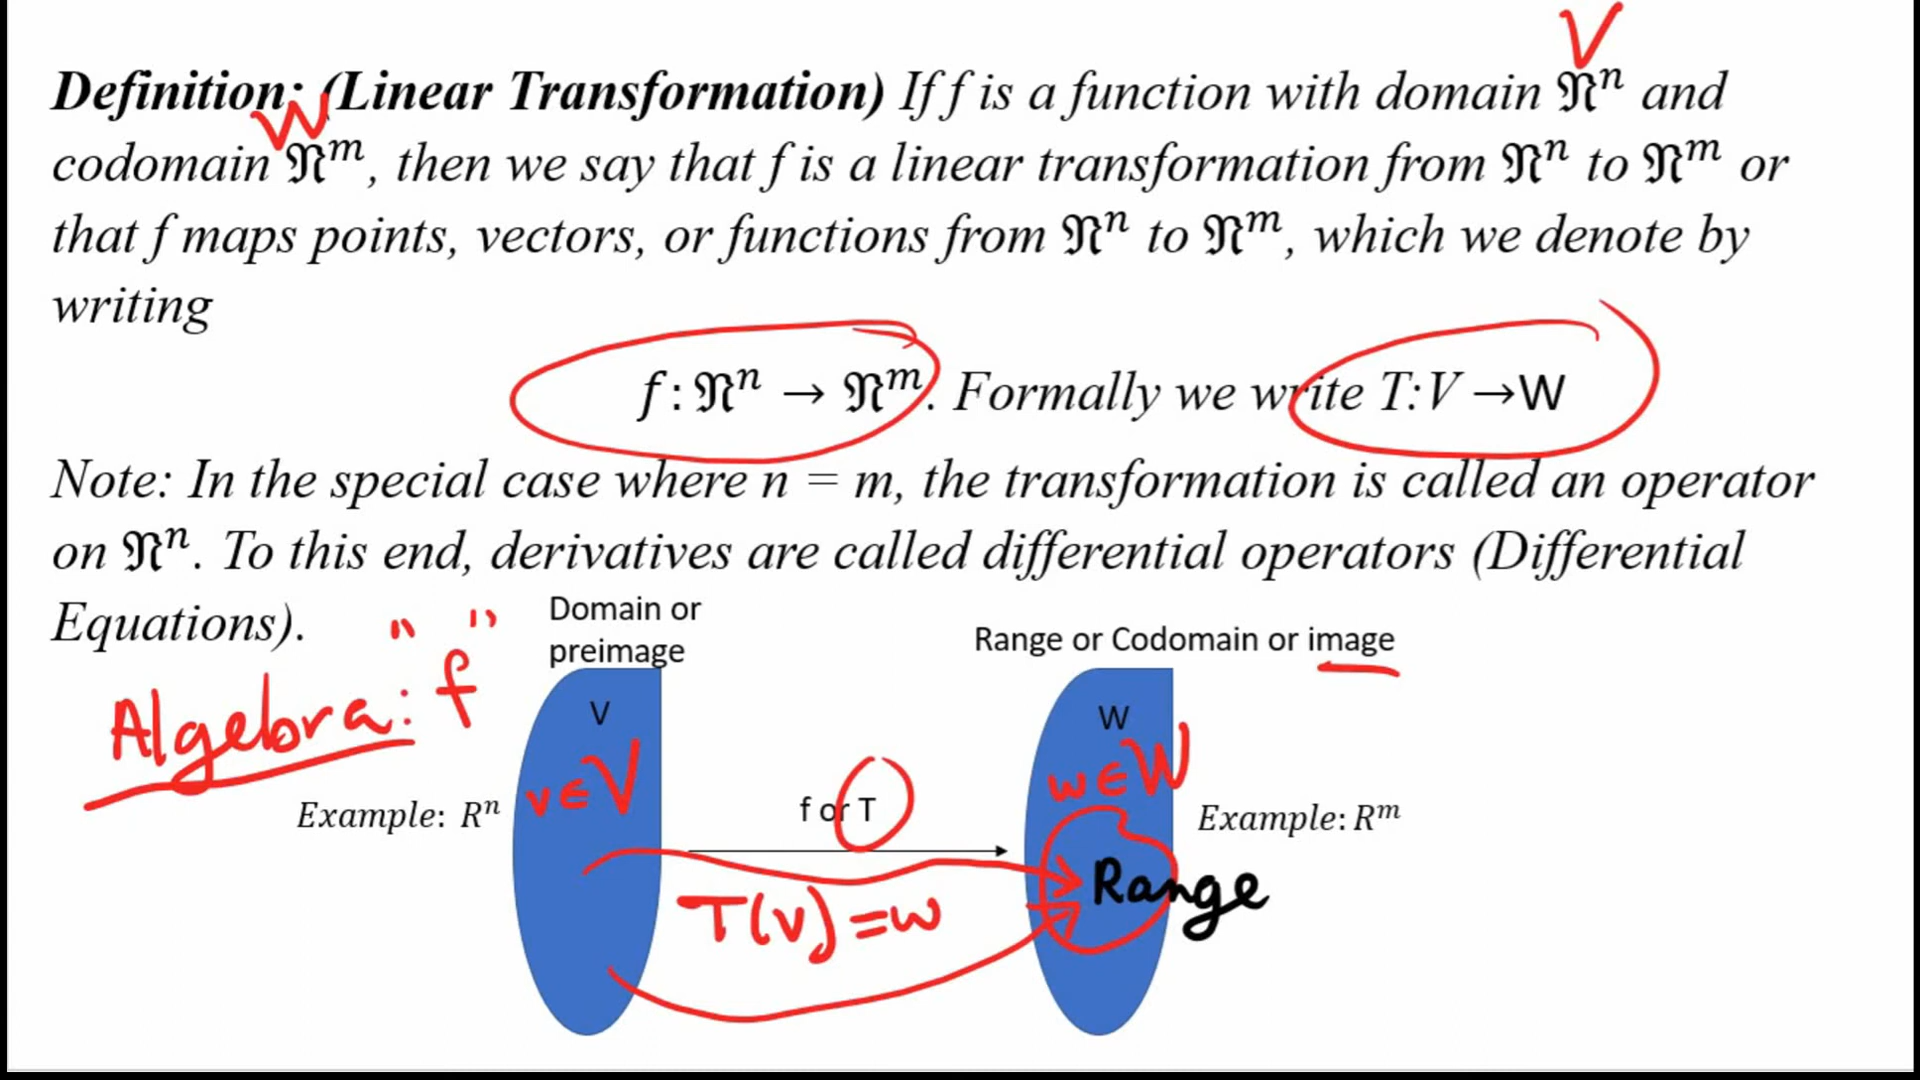 V
Definition: (Linear Transformation) If f is a function with domain ℜⁿ and
W
codomain ℜᵐ, then we say that f is a linear transformation from ℜⁿ to ℜᵐ or
that f maps points, vectors, or functions from ℜⁿ to ℜᵐ, which we denote by
writing
f: ℜⁿ → ℜᵐ. Formally we write T: V →W
Note: In the special case where n = m, the transformation is called an operator
on ℜⁿ. To this end, derivatives are called differential operators (Differential
Equations).
Algebra: "f"
Domain or
preimage
Range or Codomain or image
V
W
v∈V
w∈W
Example: Rⁿ
f or T
Example: Rᵐ
T(v)=w
Range